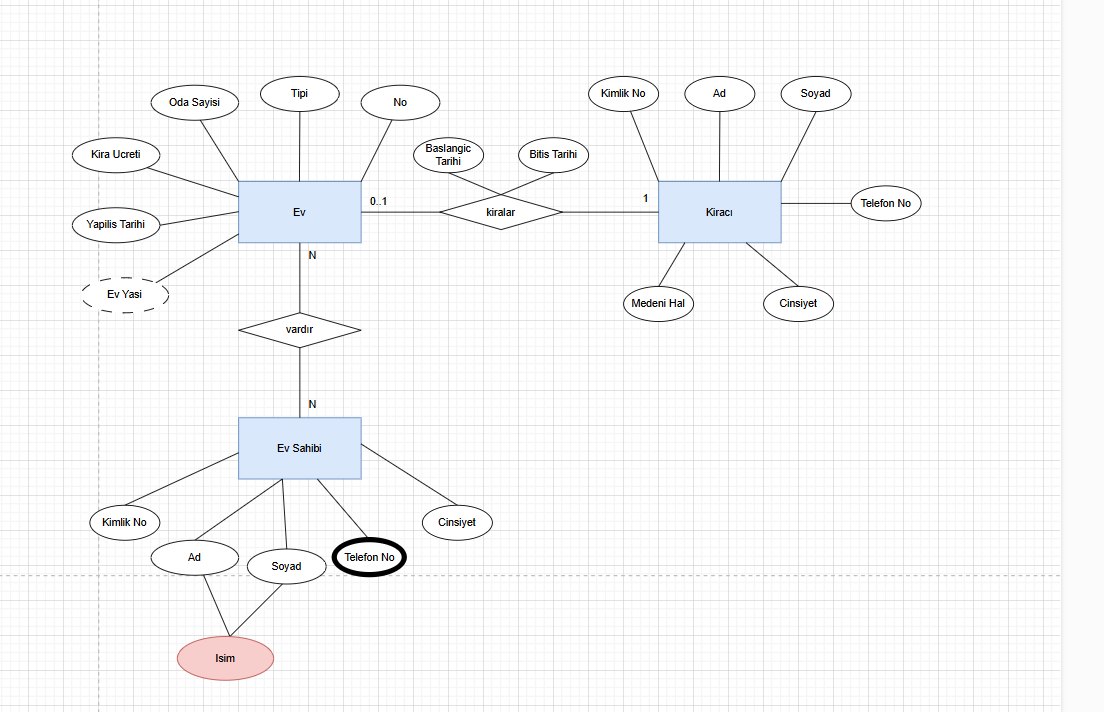 Oda Sayisi
Tipi
No
Kira Ucreti
Yapilis Tarihi
Ev Yasi
Ev
0..1
Baslangic
Tarihi
Bitis Tarihi
kiralar
1
Kimlik No
Ad
Soyad
Kiracı
Telefon No
Medeni Hal
Cinsiyet
N
vardır
N
Ev Sahibi
Kimlik No
Ad
Soyad
Telefon No
Cinsiyet
Isim